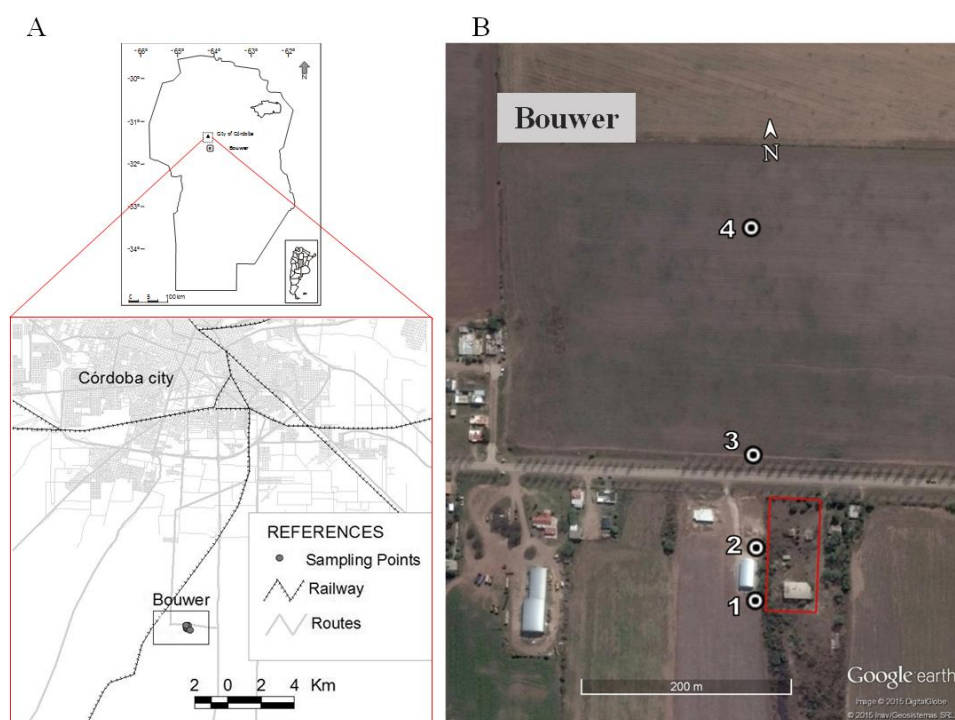 A
-66° -65° -64° -63° -62°
-30°
-31°
-32°
-33°
-34°
N
City of Córdoba
Bouwer
100 km
Córdoba city
Bouwer
REFERENCES
Sampling Points
Railway
Routes
2 0 2 4 Km
B
Bouwer
N
4
3
2
1
200 m
Google earth
Image © 2015 DigitalGlobe
© 2015 Inav/Geosistemas SRL